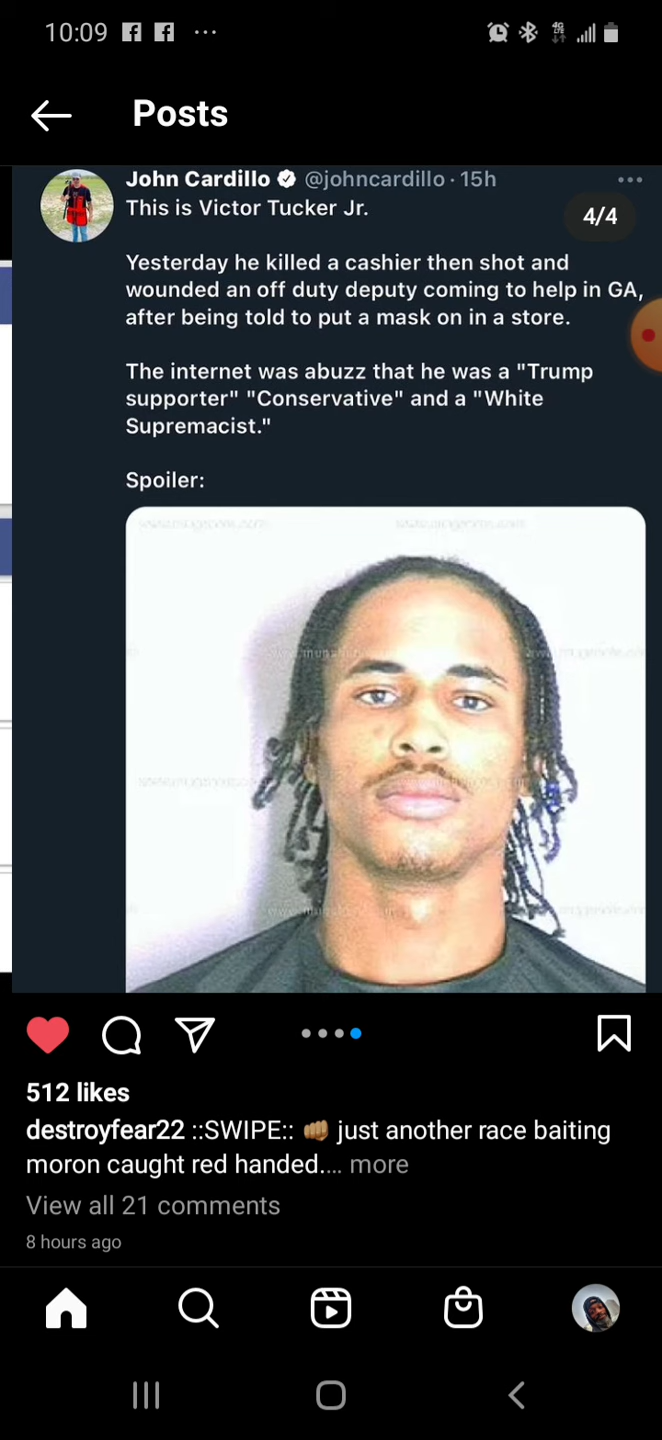 10:09
4G
LTE
Posts
John Cardillo @johncardillo · 15h
4/4
This is Victor Tucker Jr.
Yesterday he killed a cashier then shot and
wounded an off duty deputy coming to help in GA,
after being told to put a mask on in a store.
The internet was abuzz that he was a "Trump
supporter" "Conservative" and a "White
Supremacist."
Spoiler:
512 likes
destroyfear22 ::SWIPE:: 👊🏾 just another race baiting
moron caught red handed.... more
View all 21 comments
8 hours ago